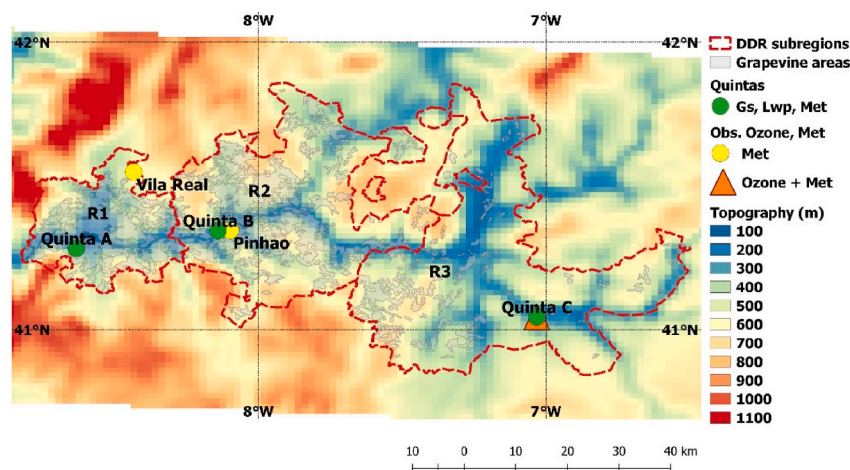 8°W
7°W
42°N
42°N
DDR subregions
Grapevine areas
Quintas
Gs, Lwp, Met
Obs. Ozone, Met
Met
Ozone + Met
Vila Real
R2
R1
Quinta B
Quinta A
Pinhao
R3
Quinta C
41°N
41°N
8°W
7°W
Topography (m)
100
200
300
400
500
600
700
800
900
1000
1100
10 0 10 20 30 40 km